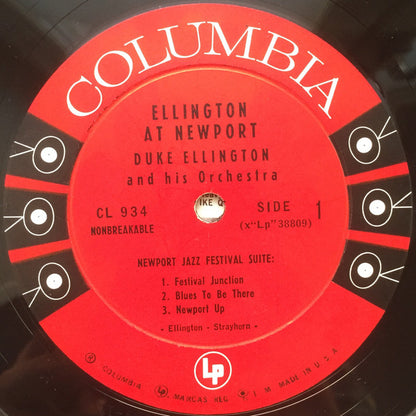 COLUMBIA
ELLINGTON
AT NEWPORT
DUKE ELLINGTON
and his Orchestra
CL 934
NONBREAKABLE
SIDE 1
(x"Lp"38809)
NEWPORT JAZZ FESTIVAL SUITE:
1. Festival Junction
2. Blues To Be There
3. Newport Up
- Ellington - Strayhorn -
Lp
® "COLUMBIA" MARCAS REG. MADE IN U.S.A.